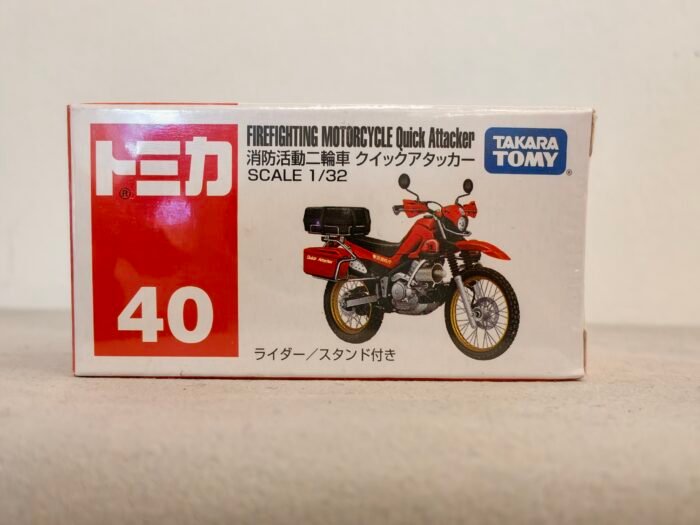 トミカ
®
40
FIREFIGHTING MOTORCYCLE Quick Attacker
消防活動二輪車 クイックアタッカー
SCALE 1/32
TAKARA
TOMY
®
Quick Attacker
ライダー/スタンド付き